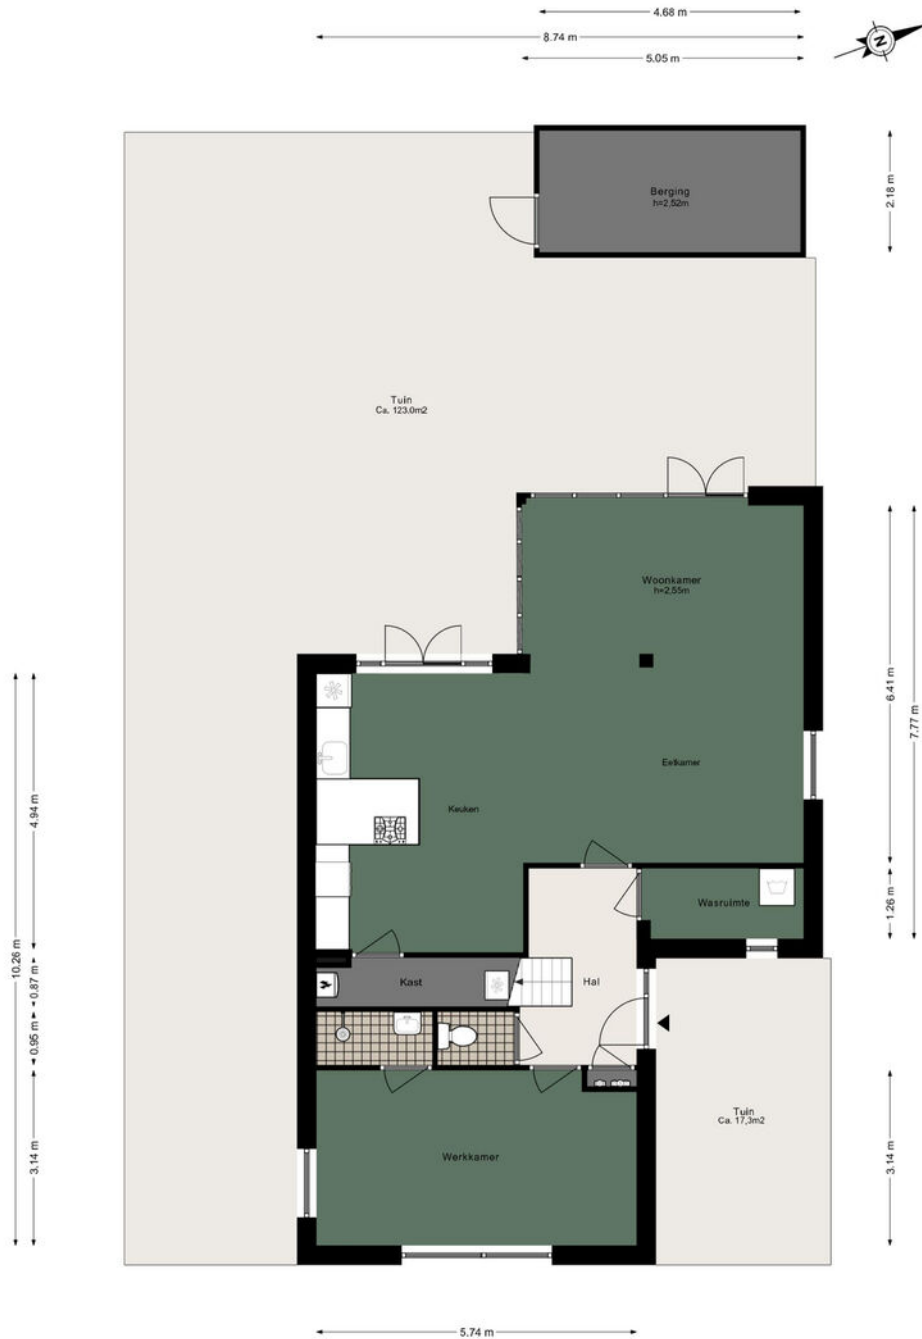 4.68 m
8.74 m
5.05 m
N
Berging
h=2,52m
2.18 m
Tuin
Ca. 123,0m2
Woonkamer
h=2,55m
6.41 m
7.77 m
Eetkamer
Keuken
4.94 m
10.26 m
Wasruimte
1.26 m
Kast
Hal
0.87 m
0.95 m
Tuin
Ca. 17,3m2
Werkkamer
3.14 m
3.14 m
5.74 m